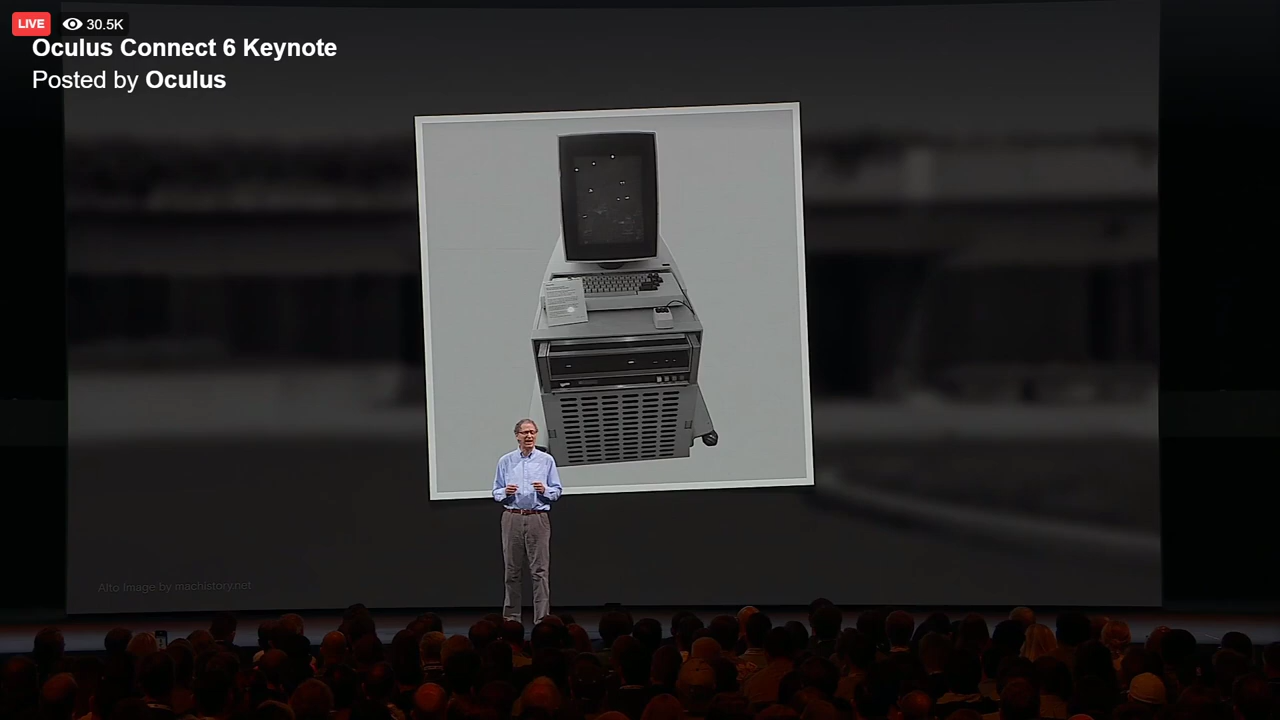 LIVE
30.5K
Oculus Connect 6 Keynote
Posted by Oculus
Alto Image by machistory.net